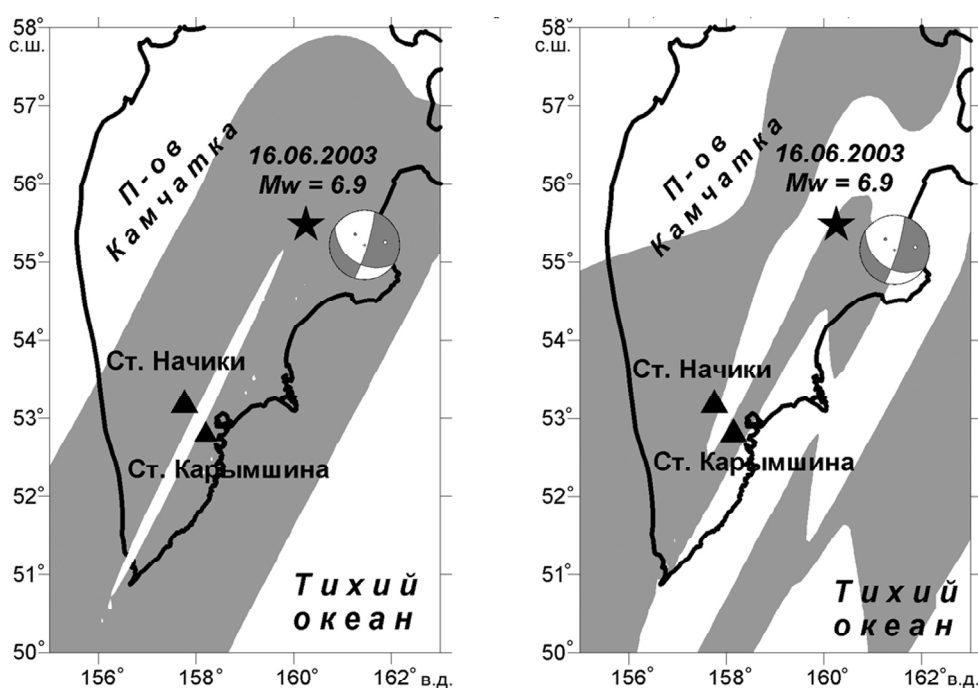 58°
с.ш.
57°
56°
55°
54°
53°
52°
51°
50°
156°
158°
160°
162° в.д.
П-ов
Камчатка
16.06.2003
Mw = 6.9
Ст. Начики
Ст. Карымшина
Тихий
океан
58°
с.ш.
57°
56°
55°
54°
53°
52°
51°
50°
156°
158°
160°
162° в.д.
П-ов
Камчатка
16.06.2003
Mw = 6.9
Ст. Начики
Ст. Карымшина
Тихий
океан